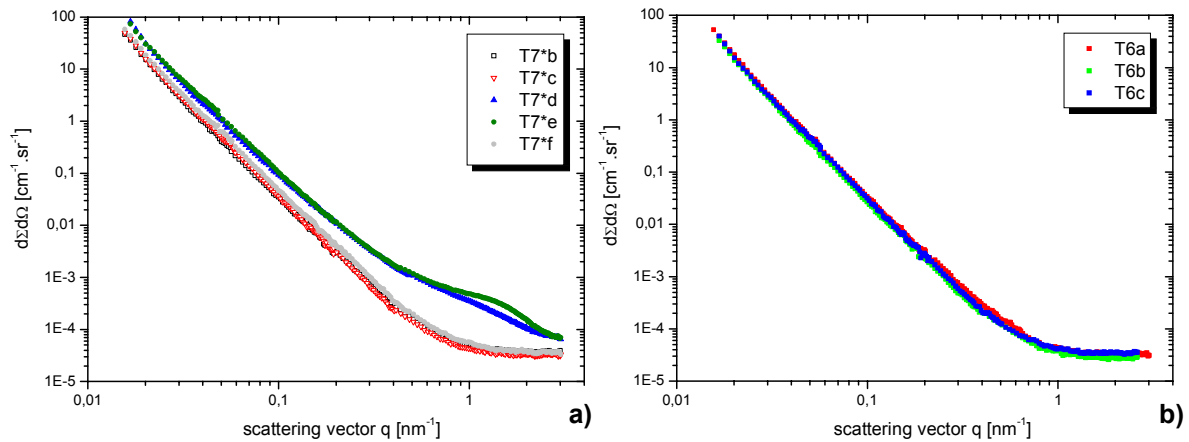 100
10
1
0,1
0,01
1E-3
1E-4
1E-5
dΣdΩ [cm⁻¹.sr⁻¹]
T7*b
T7*c
T7*d
T7*e
T7*f
0,01
0,1
1
scattering vector q [nm⁻¹]
a)
100
10
1
0,1
0,01
1E-3
1E-4
1E-5
dΣdΩ [cm⁻¹.sr⁻¹]
T6a
T6b
T6c
0,01
0,1
1
scattering vector q [nm⁻¹]
b)